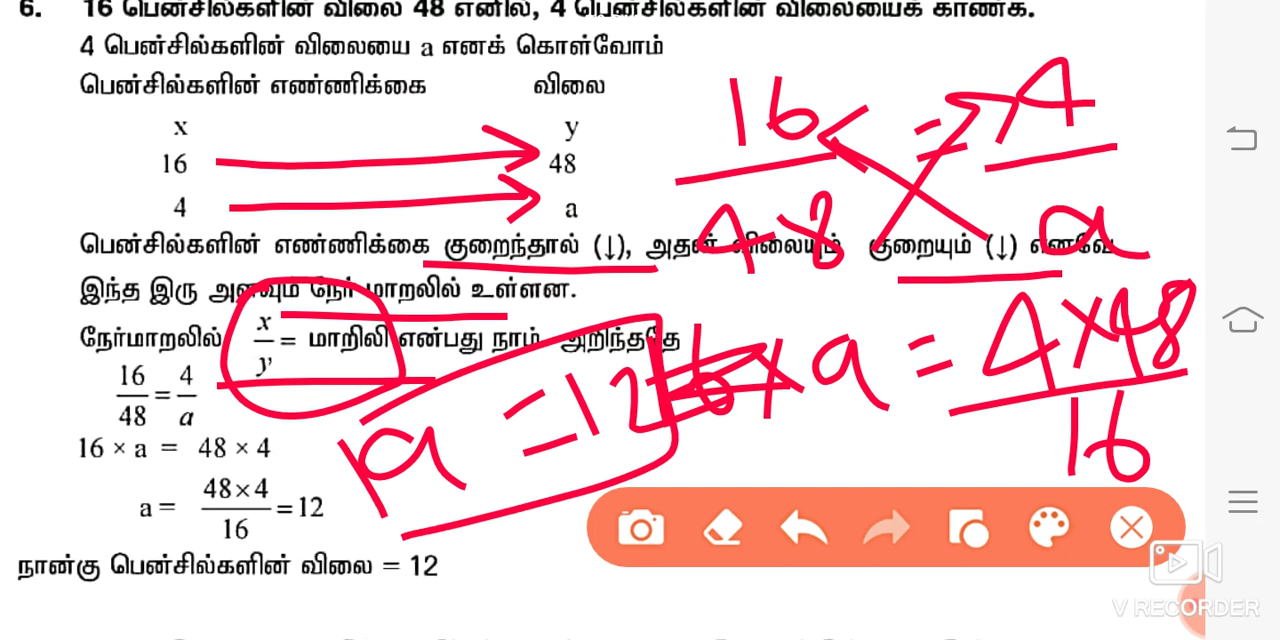 6. 16 பென்சில்களின் விலை 48 எனில், 4 பென்சில்களின் விலையைக் காண்க.
4 பென்சில்களின் விலையை a எனக் கொள்வோம்
பென்சில்களின் எண்ணிக்கை விலை
x y
16 48
4 a
பென்சில்களின் எண்ணிக்கை குறைந்தால் (↓), அதன் விலையும் குறையும் (↓) எனவே
இந்த இரு அளவும் நேர் மாறலில் உள்ளன.
நேர்மாறலில் x/y = மாறிலி என்பது நாம் அறிந்ததே
16/48 = 4/a
16 × a = 48 × 4
a = 48×4/16 = 12
நான்கு பென்சில்களின் விலை = 12
16/48 = 4/a
16 × a = 4×48/16
a = 12
V RECORDER